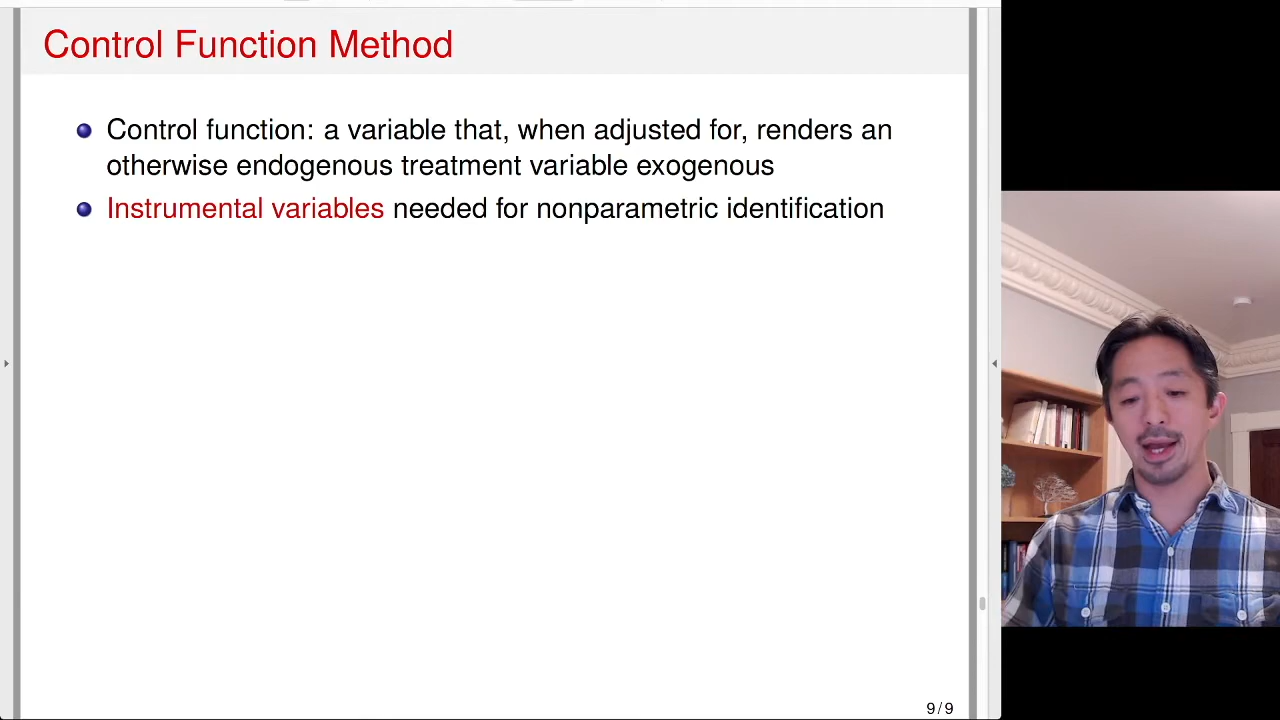 Control Function Method
Control function: a variable that, when adjusted for, renders an
otherwise endogenous treatment variable exogenous
Instrumental variables needed for nonparametric identification
9/9